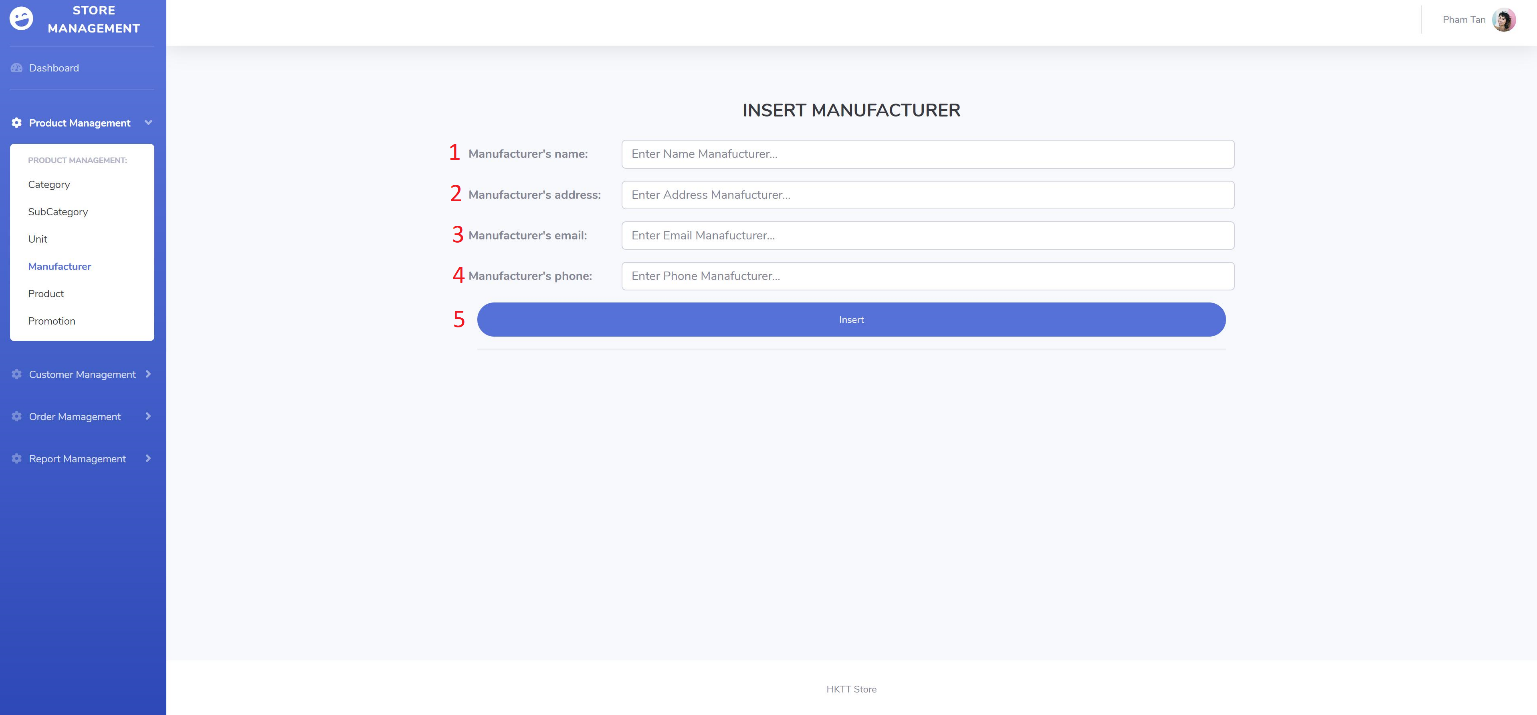 STORE
MANAGEMENT
Pham Tan
Dashboard
Product Management
PRODUCT MANAGEMENT:
Category
SubCategory
Unit
Manufacturer
Product
Promotion
Customer Management
Order Mamagement
Report Mamagement
INSERT MANUFACTURER
1 Manufacturer's name: Enter Name Manafucturer...
2 Manufacturer's address: Enter Address Manafucturer...
3 Manufacturer's email: Enter Email Manafucturer...
4 Manufacturer's phone: Enter Phone Manafucturer...
5 Insert
HKTT Store